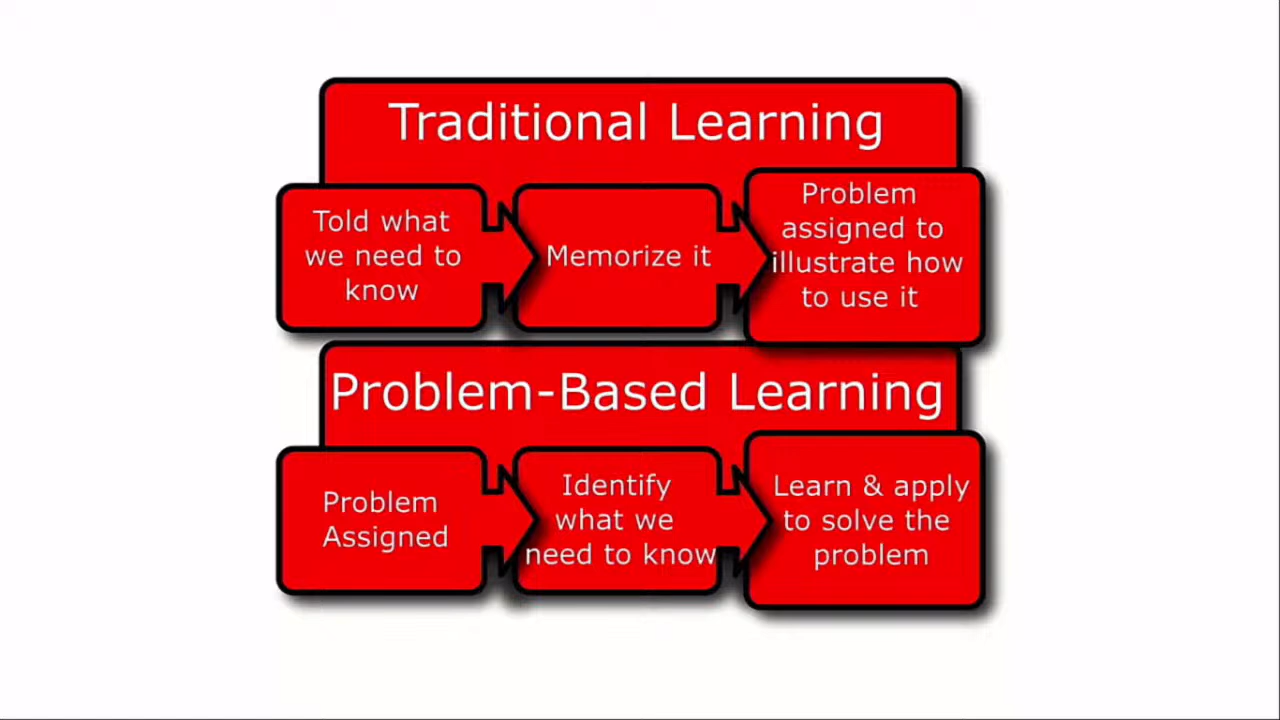 Traditional Learning
Told what
we need to
know
Memorize it
Problem
assigned to
illustrate how
to use it
Problem-Based Learning
Problem
Assigned
Identify
what we
need to know
Learn & apply
to solve the
problem